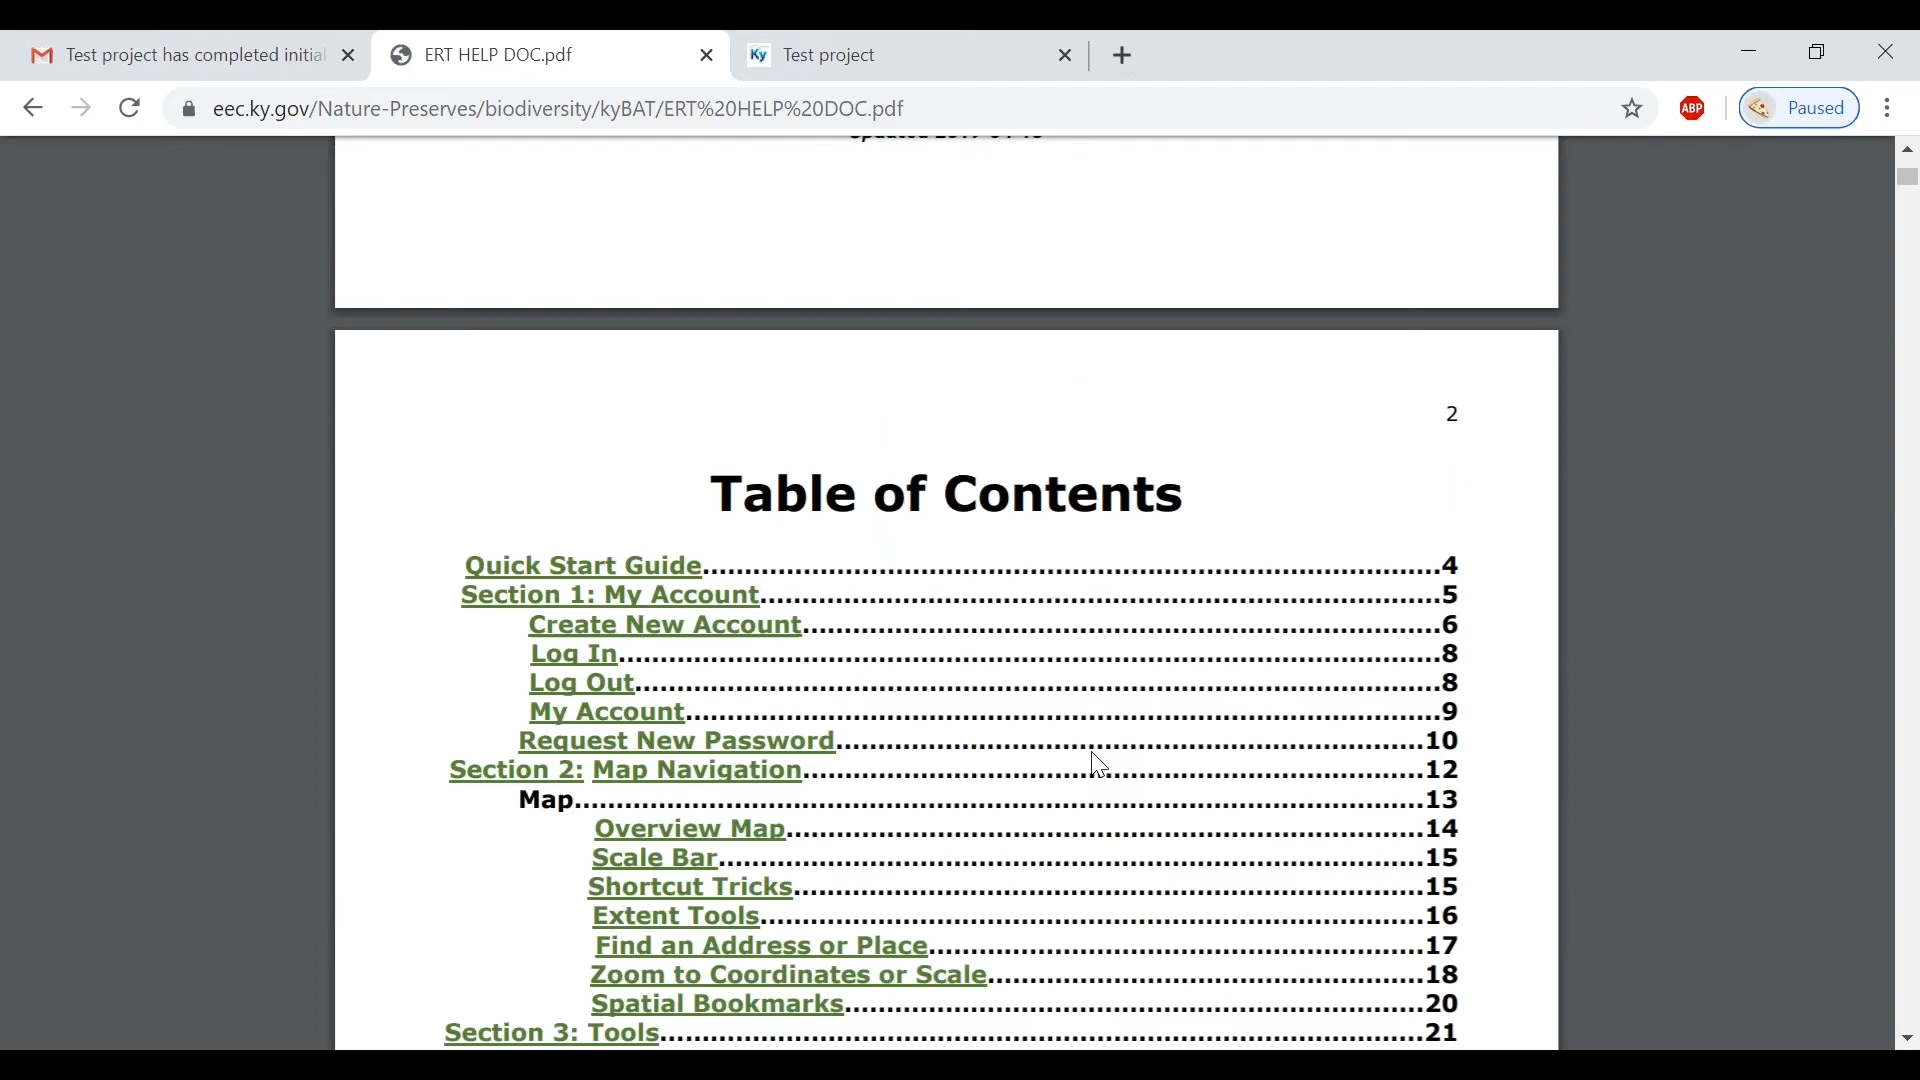 Test project has completed initial
ERT HELP DOC.pdf
Ky Test project
eec.ky.gov/Nature-Preserves/biodiversity/kyBAT/ERT%20HELP%20DOC.pdf
ABP
Paused
2
Table of Contents
Quick Start Guide........4
Section 1: My Account........5
Create New Account........6
Log In........8
Log Out........8
My Account........9
Request New Password........10
Section 2: Map Navigation........12
Map........13
Overview Map........14
Scale Bar........15
Shortcut Tricks........15
Extent Tools........16
Find an Address or Place........17
Zoom to Coordinates or Scale........18
Spatial Bookmarks........20
Section 3: Tools........21